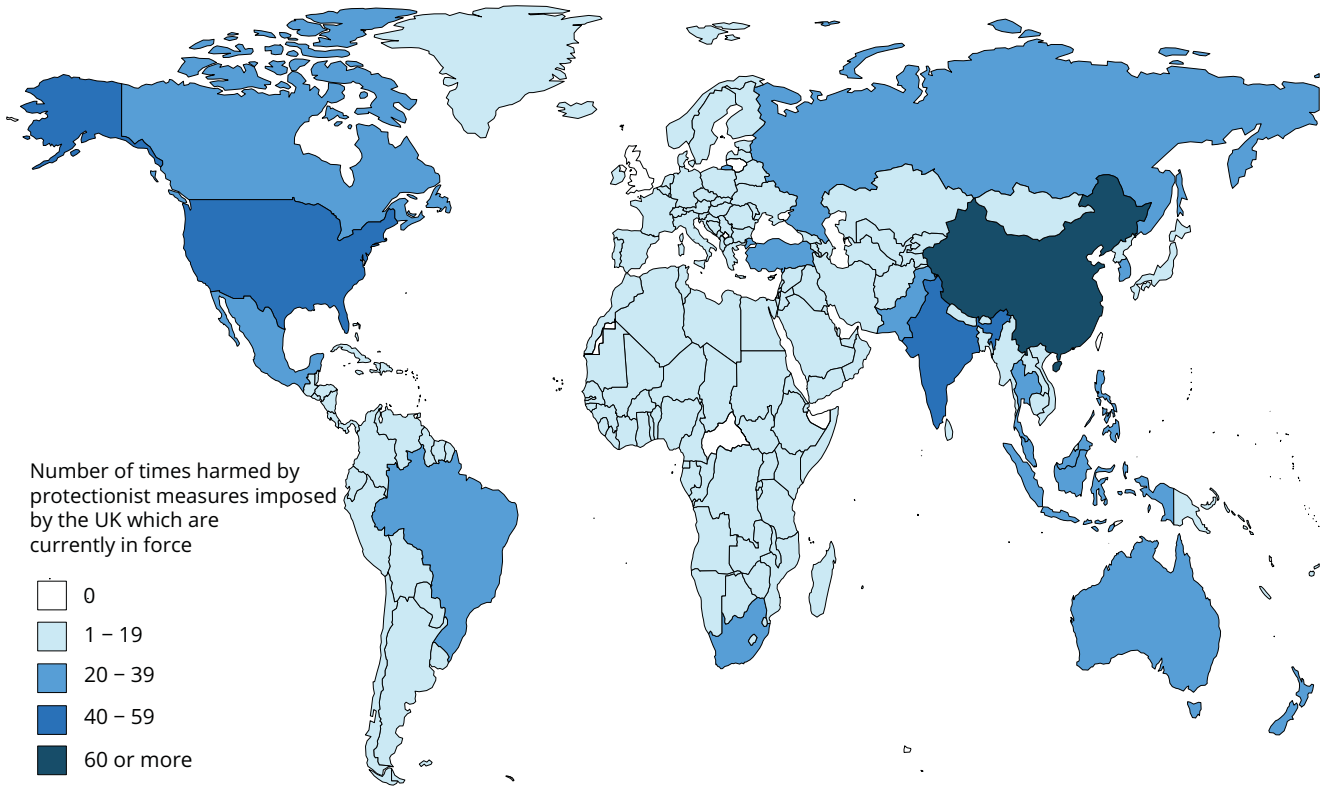 Number of times harmed by
protectionist measures imposed
by the UK which are
currently in force
0
1 – 19
20 – 39
40 – 59
60 or more